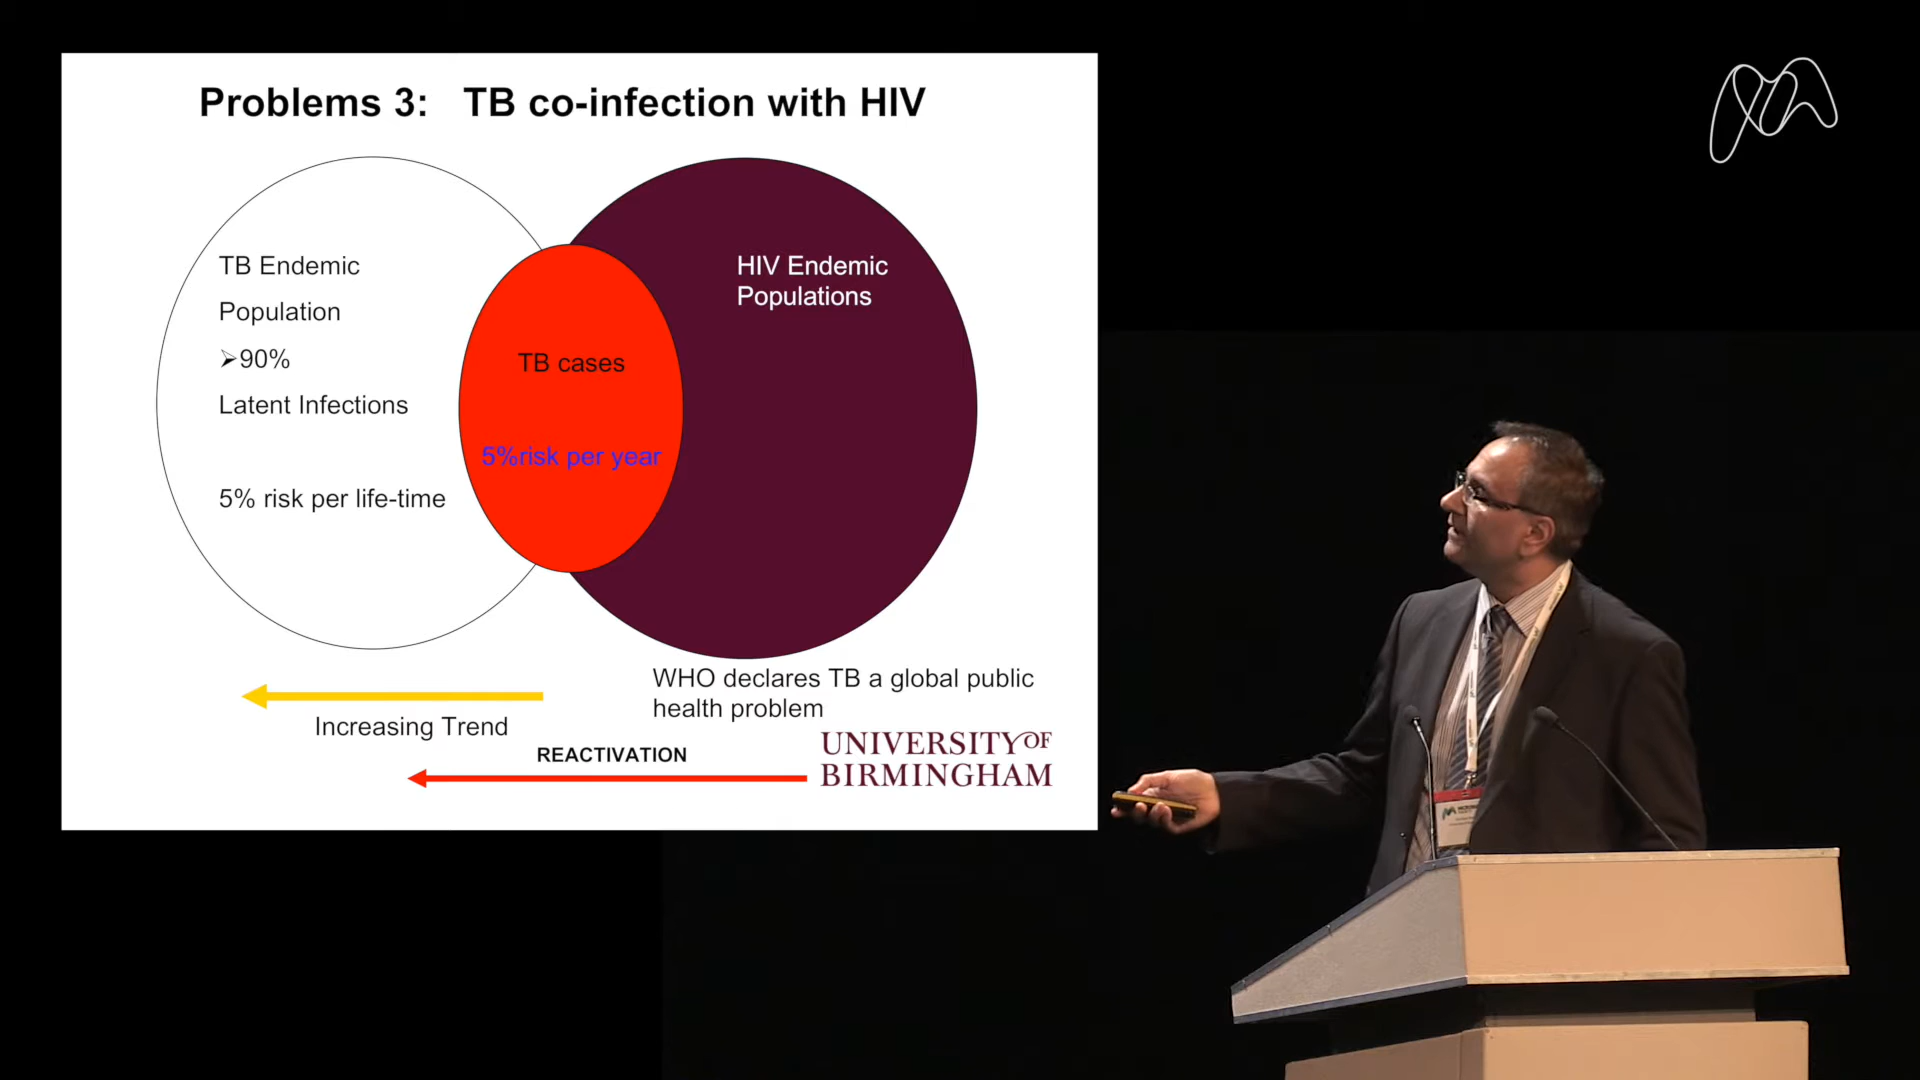 Problems 3: TB co-infection with HIV
TB Endemic
Population
➢90%
Latent Infections
5% risk per life-time
TB cases
5%risk per year
HIV Endemic
Populations
WHO declares TB a global public
health problem
Increasing Trend
REACTIVATION
UNIVERSITY OF
BIRMINGHAM